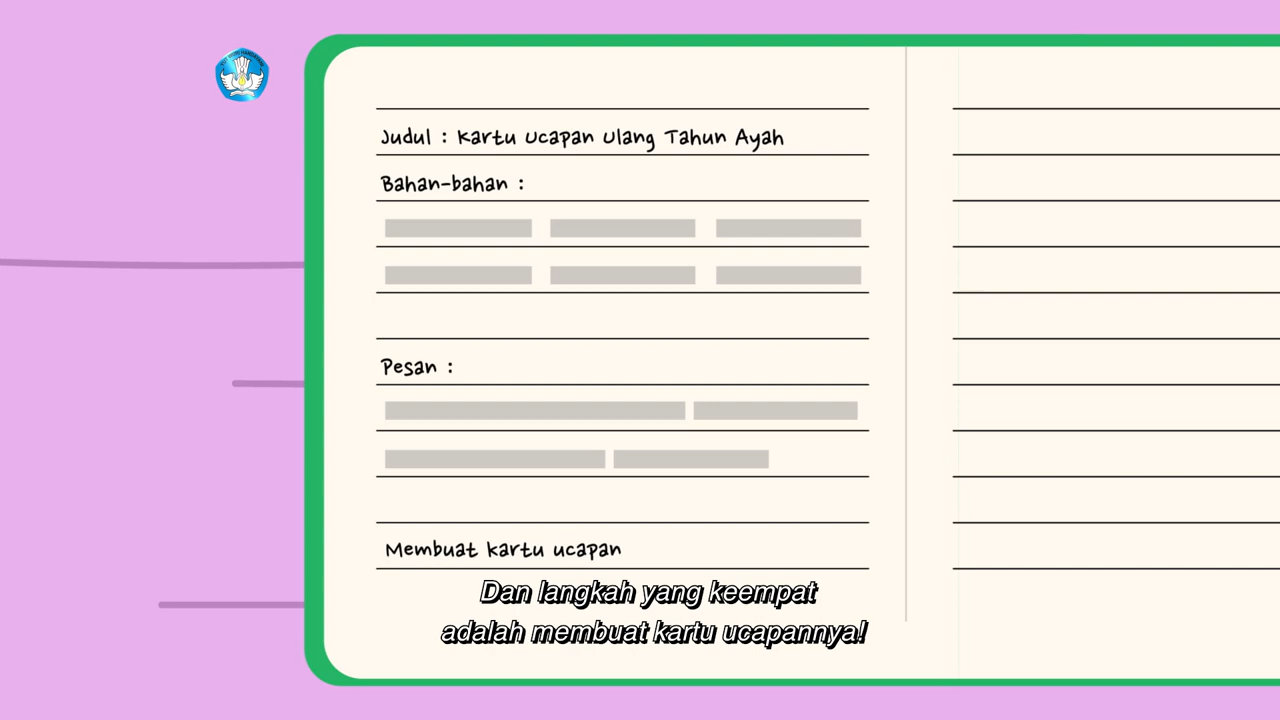 Judul : Kartu Ucapan Ulang Tahun Ayah
Bahan-bahan :
Pesan :
Membuat kartu ucapan
Dan langkah yang keempat
adalah membuat kartu ucapannya!